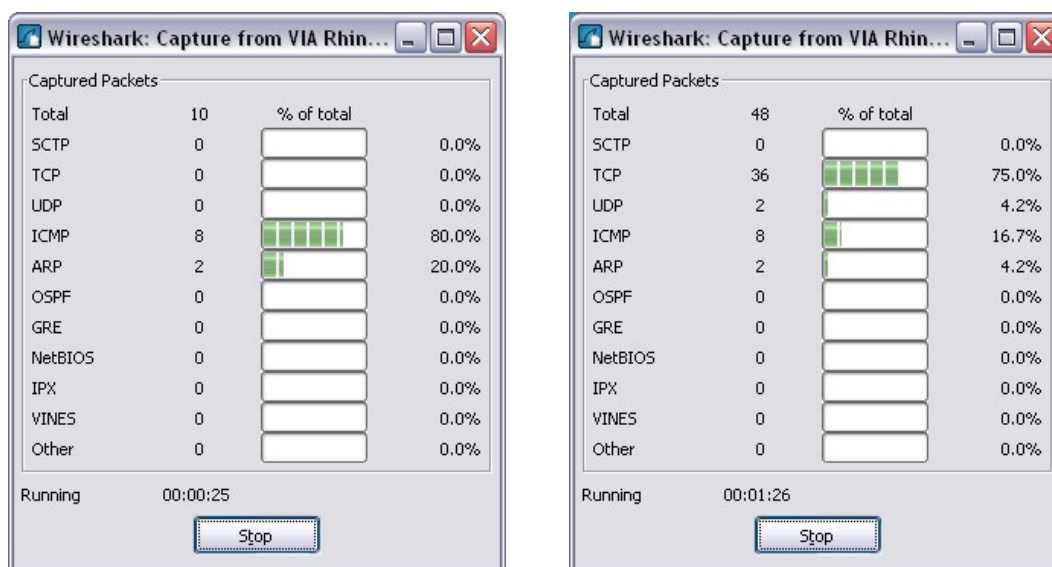 Wireshark: Capture from VIA Rhin...
Captured Packets
Total 10 % of total
SCTP 0 0.0%
TCP 0 0.0%
UDP 0 0.0%
ICMP 8 80.0%
ARP 2 20.0%
OSPF 0 0.0%
GRE 0 0.0%
NetBIOS 0 0.0%
IPX 0 0.0%
VINES 0 0.0%
Other 0 0.0%
Running 00:00:25
Stop
Wireshark: Capture from VIA Rhin...
Captured Packets
Total 48 % of total
SCTP 0 0.0%
TCP 36 75.0%
UDP 2 4.2%
ICMP 8 16.7%
ARP 2 4.2%
OSPF 0 0.0%
GRE 0 0.0%
NetBIOS 0 0.0%
IPX 0 0.0%
VINES 0 0.0%
Other 0 0.0%
Running 00:01:26
Stop